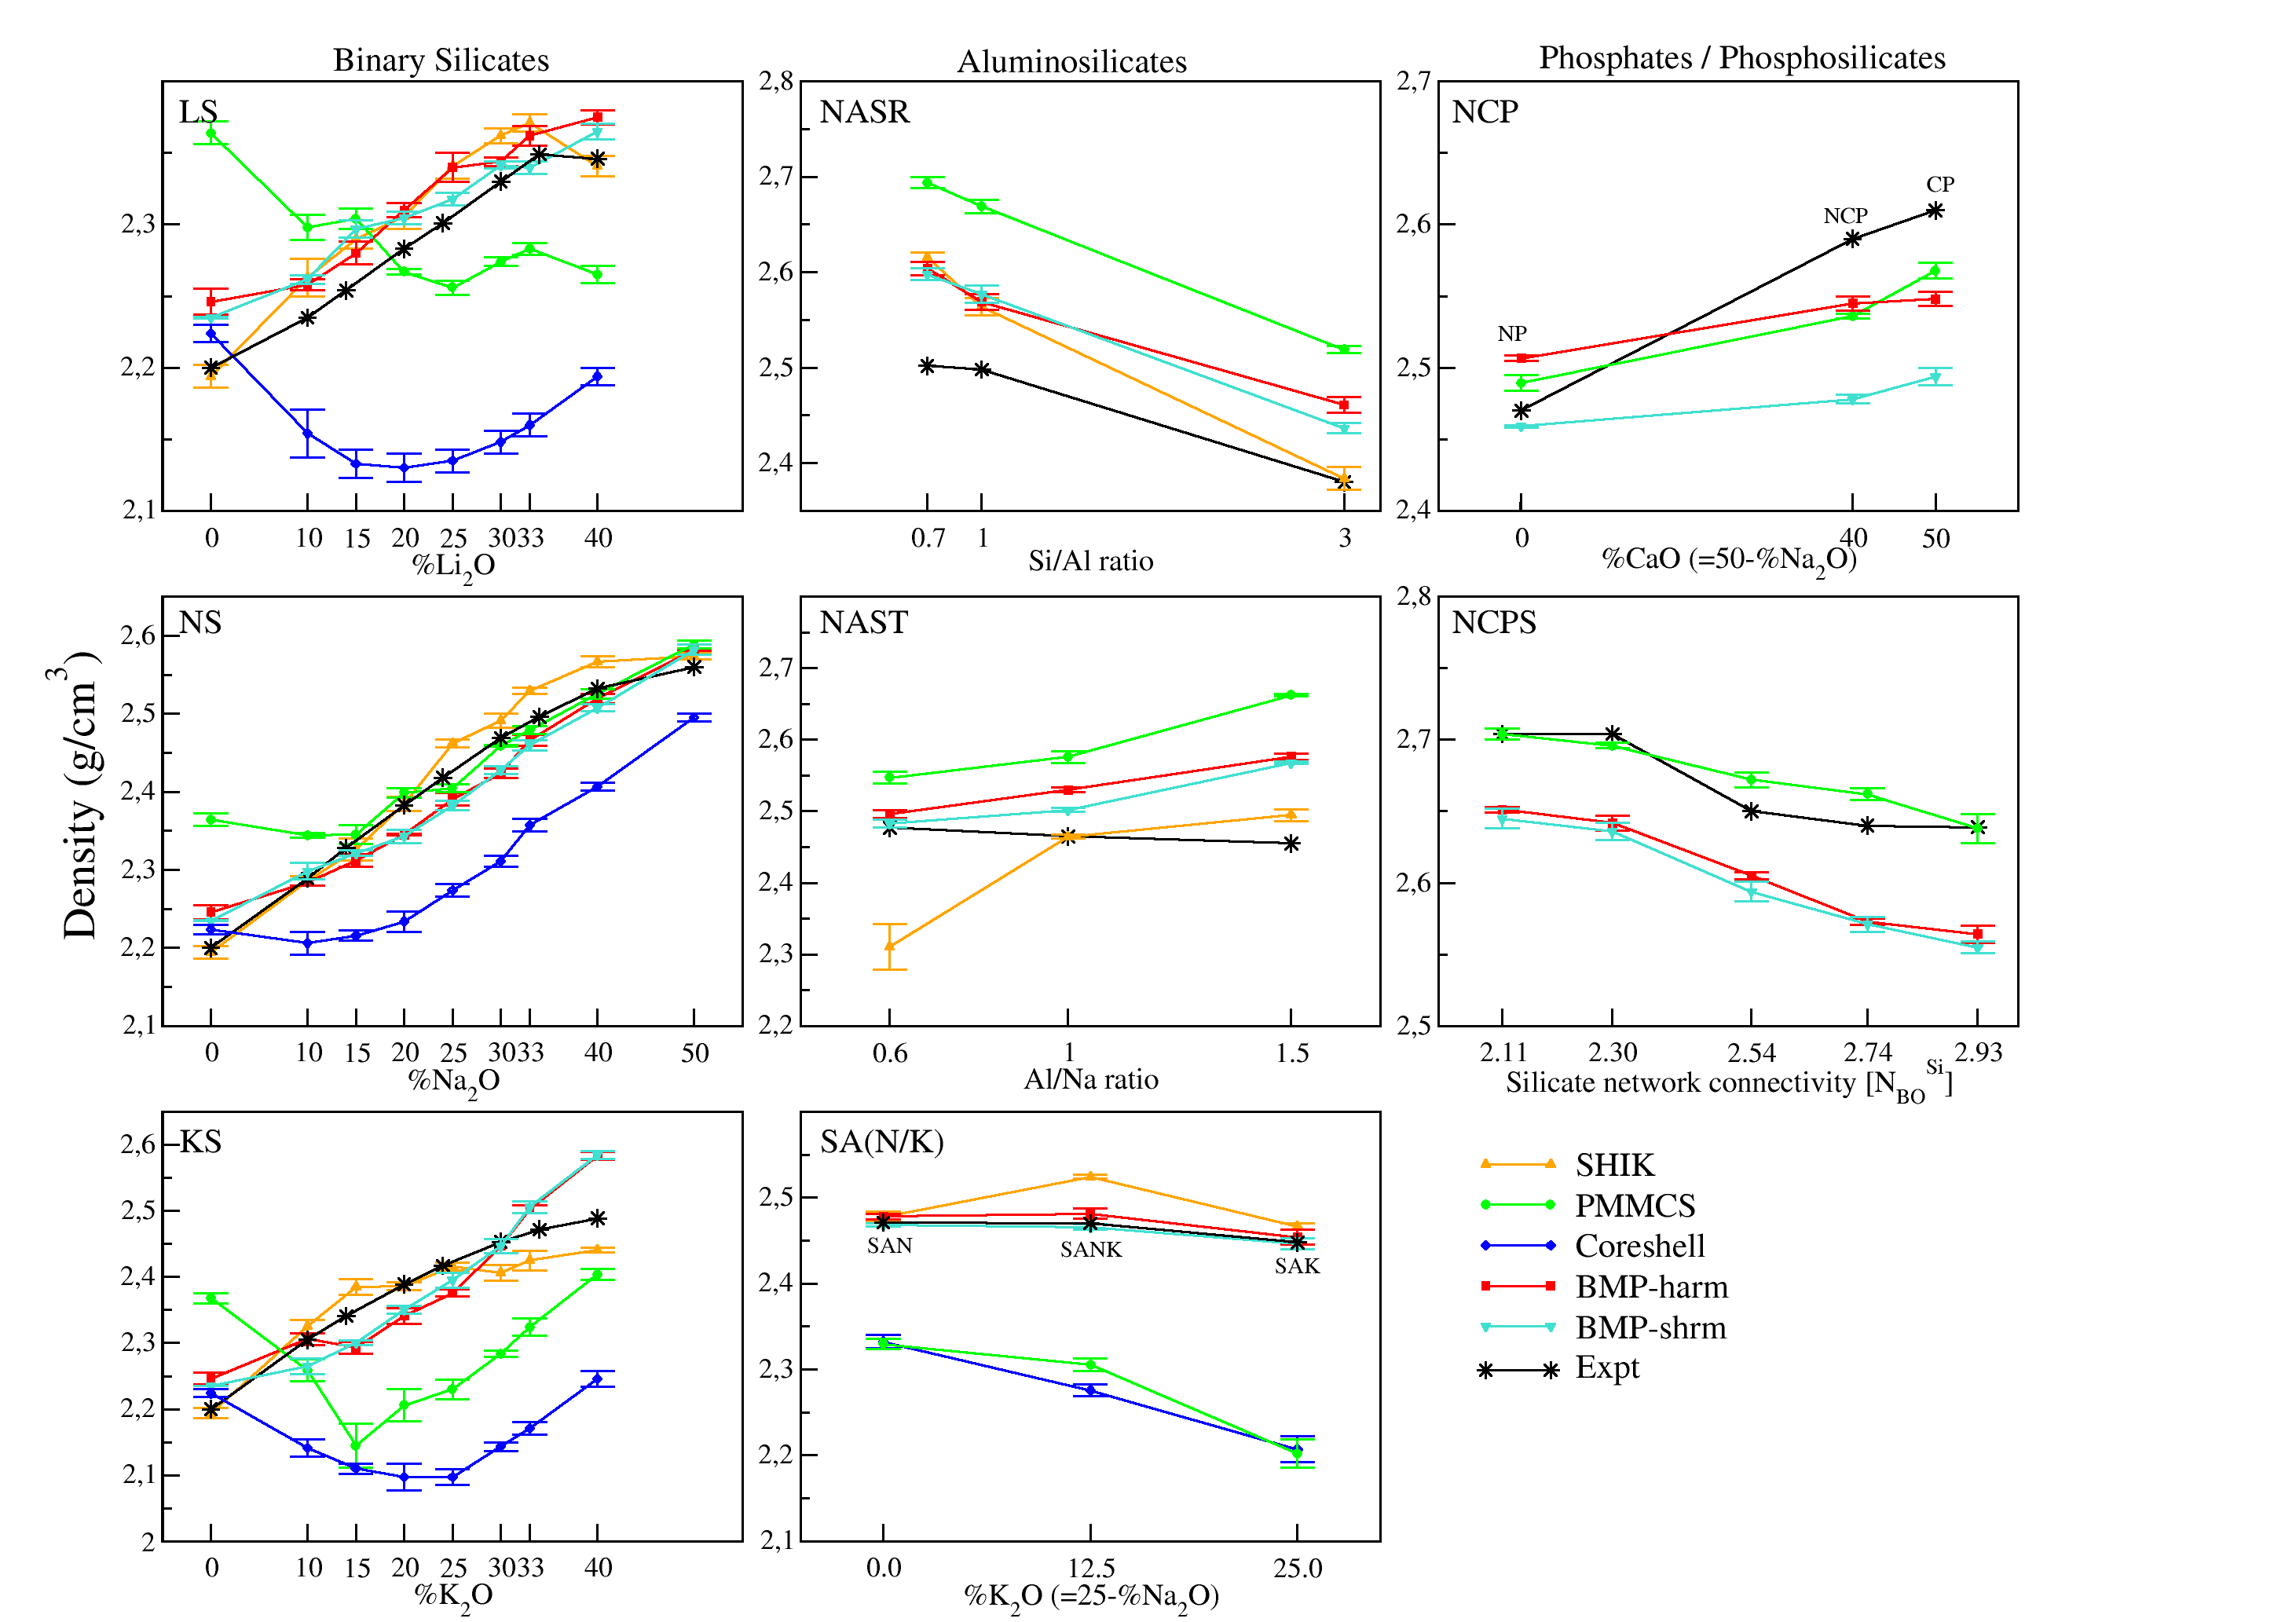 Binary Silicates
Aluminosilicates
Phosphates / Phosphosilicates
Density (g/cm³)
LS
2,3
2,2
2,1
0 10 15 20 25 30 33 40
%Li₂O
NASR
2,8
2,7
2,6
2,5
2,4
0.7 1 3
Si/Al ratio
NCP
2,7
2,6
2,5
2,4
NP
NCP
CP
0 40 50
%CaO (=50-%Na₂O)
NS
2,6
2,5
2,4
2,3
2,2
2,1
0 10 15 20 25 30 33 40 50
%Na₂O
NAST
2,7
2,6
2,5
2,4
2,3
2,2
0.6 1 1.5
Al/Na ratio
NCPS
2,8
2,7
2,6
2,5
2.11 2.30 2.54 2.74 2.93
Silicate network connectivity [N_BO^Si]
KS
2,6
2,5
2,4
2,3
2,2
2,1
2
0 10 15 20 25 30 33 40
%K₂O
SA(N/K)
2,5
2,4
2,3
2,2
2,1
SAN
SANK
SAK
0.0 12.5 25.0
%K₂O (=25-%Na₂O)
SHIK
PMMCS
Coreshell
BMP-harm
BMP-shrm
Expt